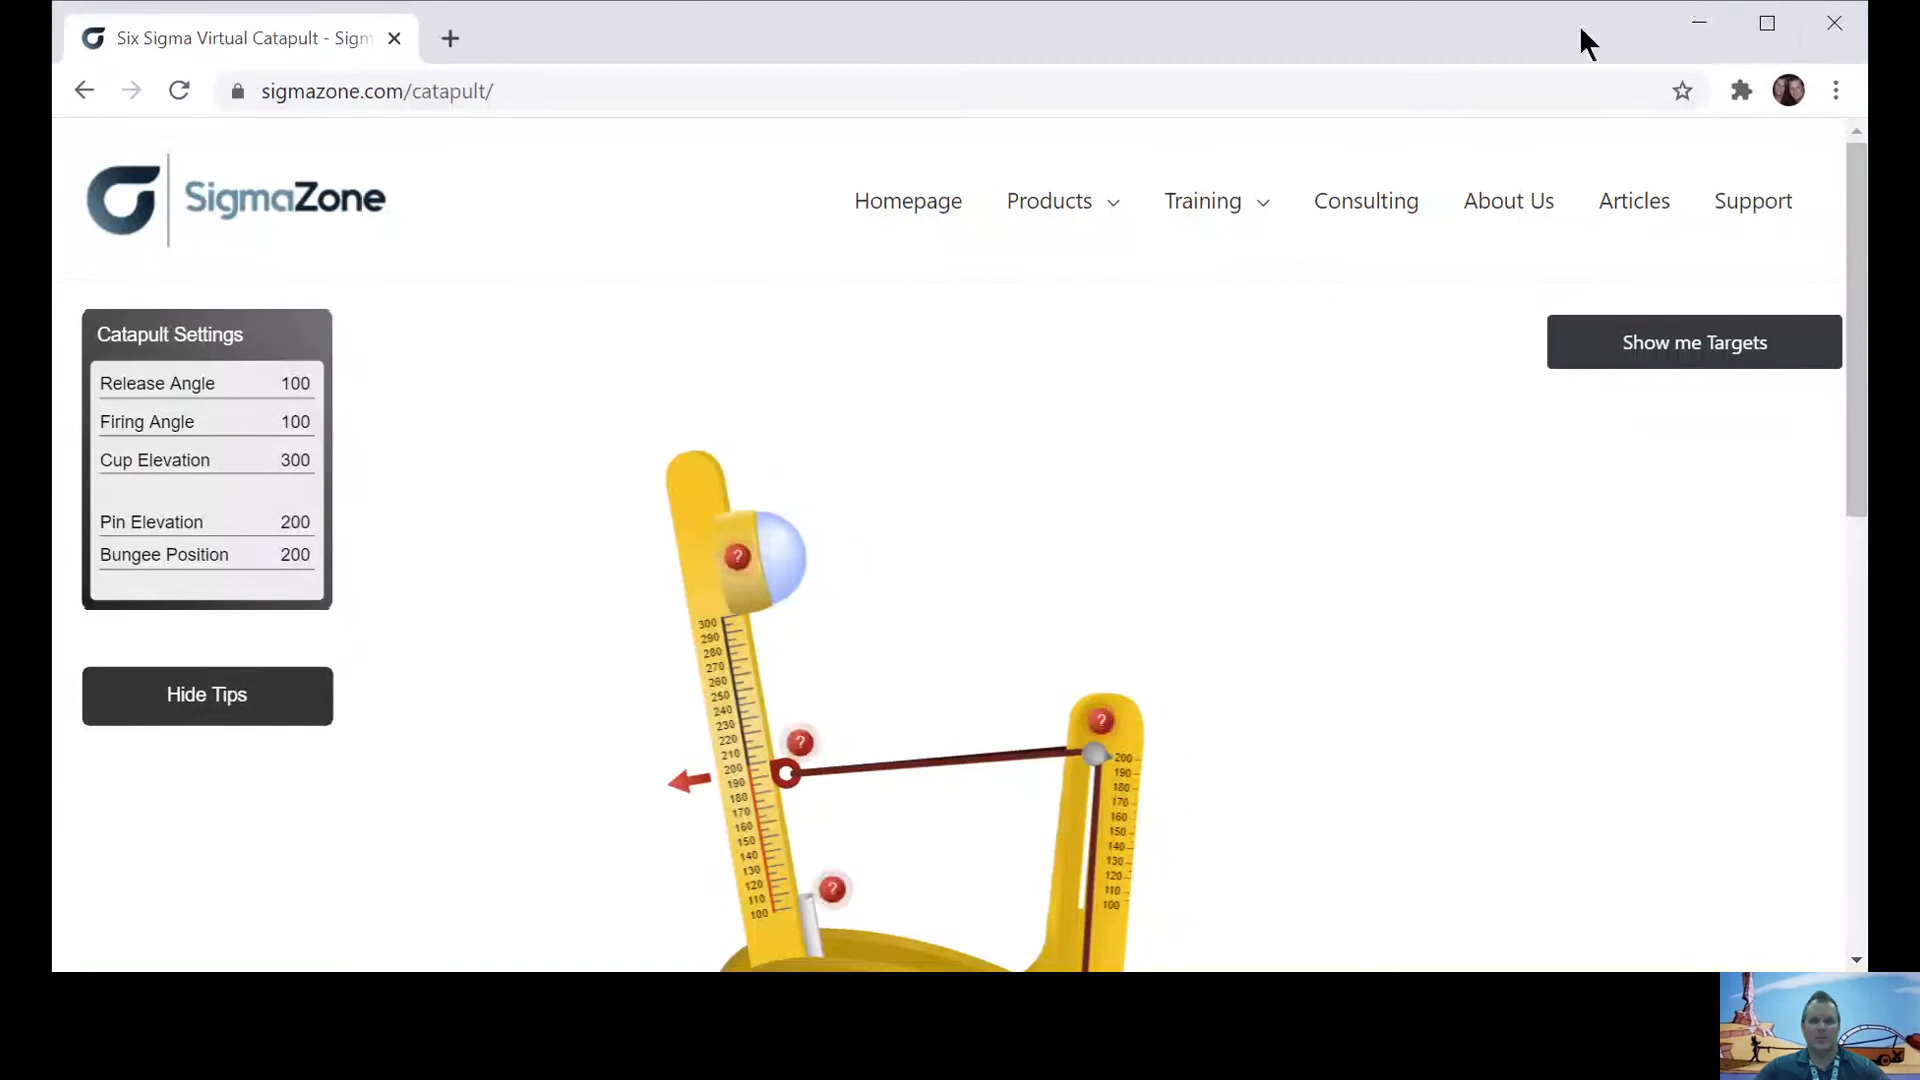 Six Sigma Virtual Catapult - Sigm
sigmazone.com/catapult/
SigmaZone
Homepage
Products
Training
Consulting
About Us
Articles
Support
Catapult Settings
Release Angle 100
Firing Angle 100
Cup Elevation 300
Pin Elevation 200
Bungee Position 200
Hide Tips
Show me Targets
?
300
290
280
270
260
250
240
230
220
210
200
190
180
170
160
150
140
130
120
110
100
?
?
?
200
190
180
170
160
150
140
130
120
110
100